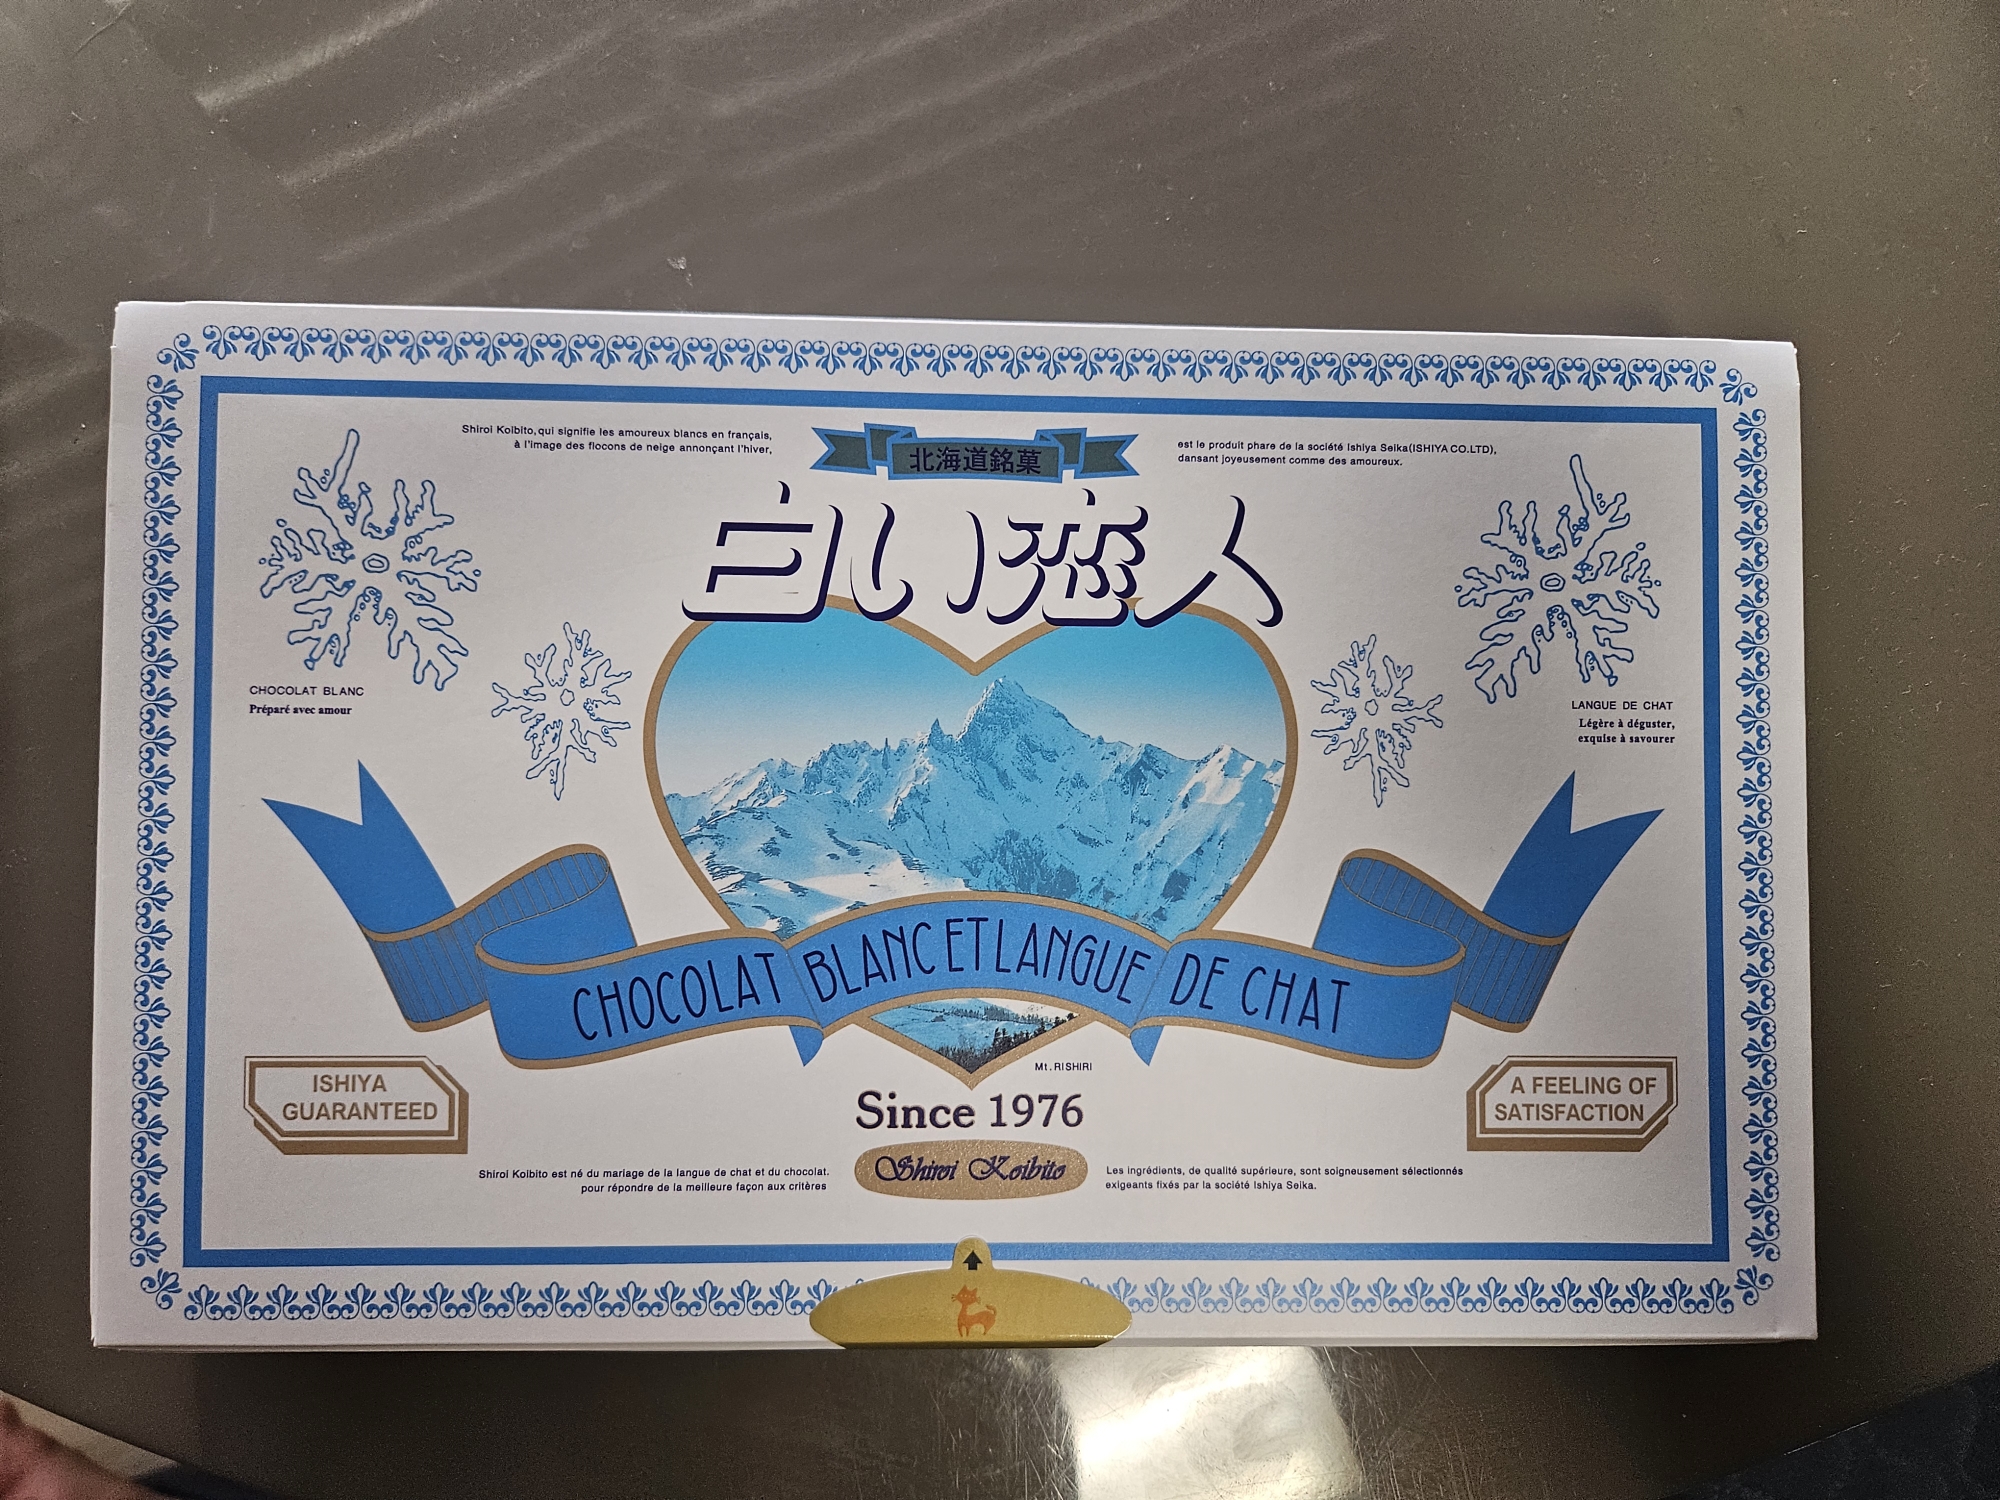 Shiroi Koibito, qui signifie les amoureux blancs en français,
à l'image des flocons de neige annonçant l'hiver,
北海道銘菓
est le produit phare de la société Ishiya Seika(ISHIYA CO.LTD),
dansant joyeusement comme des amoureux.
白い恋人
CHOCOLAT BLANC
Préparé avec amour
LANGUE DE CHAT
Légère à déguster,
exquise à savourer
CHOCOLAT BLANC ET LANGUE DE CHAT
Mt.RISHIRI
ISHIYA
GUARANTEED
Since 1976
A FEELING OF
SATISFACTION
Shiroi Koibito est né du mariage de la langue de chat et du chocolat.
pour répondre de la meilleure façon aux critères
Shiroi Koibito
Les ingrédients, de qualité supérieure, sont soigneusement sélectionnés
exigeants fixés par la société Ishiya Seika.